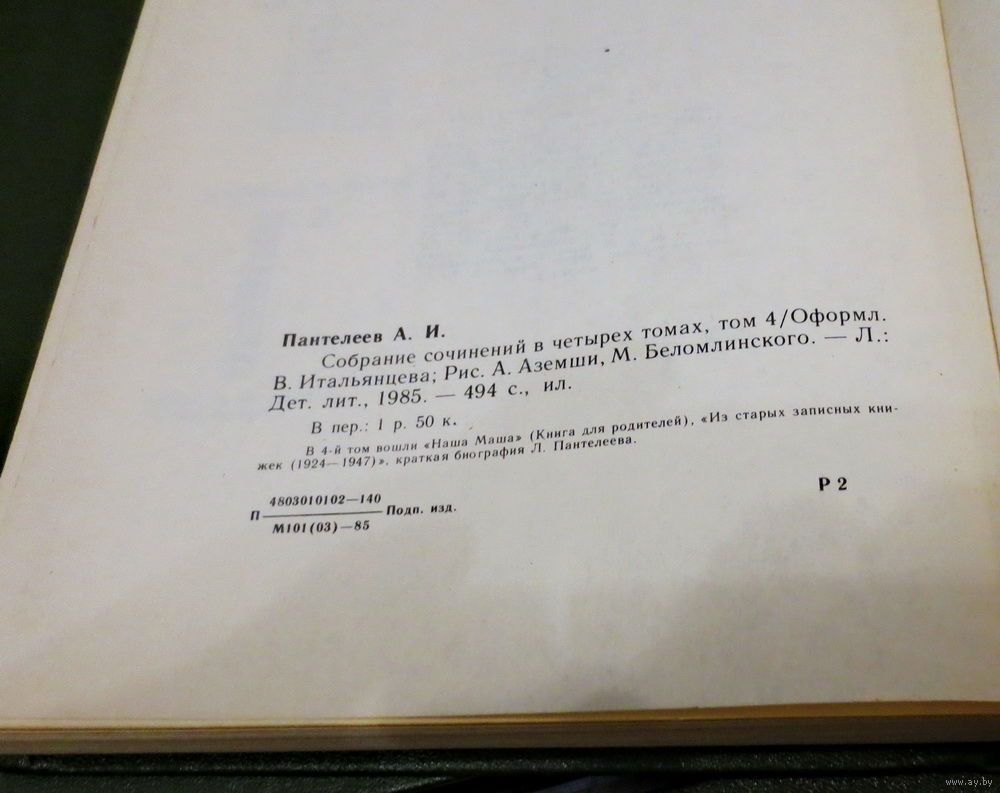 Пантелеев А. И.
Собрание сочинений в четырех томах, том 4/Оформл.
В. Итальянцева; Рис. А. Аземши, М. Беломлинского. — Л.:
Дет. лит., 1985. — 494 с., ил.
В пер.: 1 р. 50 к.
В 4-й том вошли «Наша Маша» (Книга для родителей), «Из старых записных кни-
жек (1924—1947)», краткая биография Л. Пантелеева.
Р 2
4803010102—140
П ——— Подп. изд.
М101(03)—85
www.ay.by